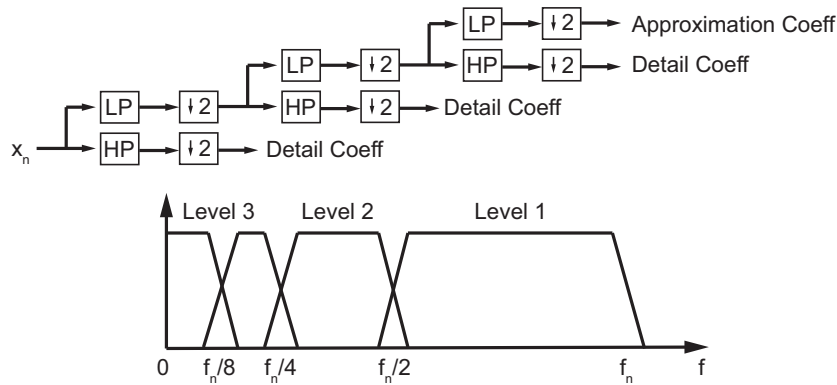 LP ↓2 Approximation Coeff
LP ↓2 HP ↓2 Detail Coeff
LP ↓2 HP ↓2 Detail Coeff
x_n HP ↓2 Detail Coeff
Level 3 Level 2 Level 1
0 f_n/8 f_n/4 f_n/2 f_n f